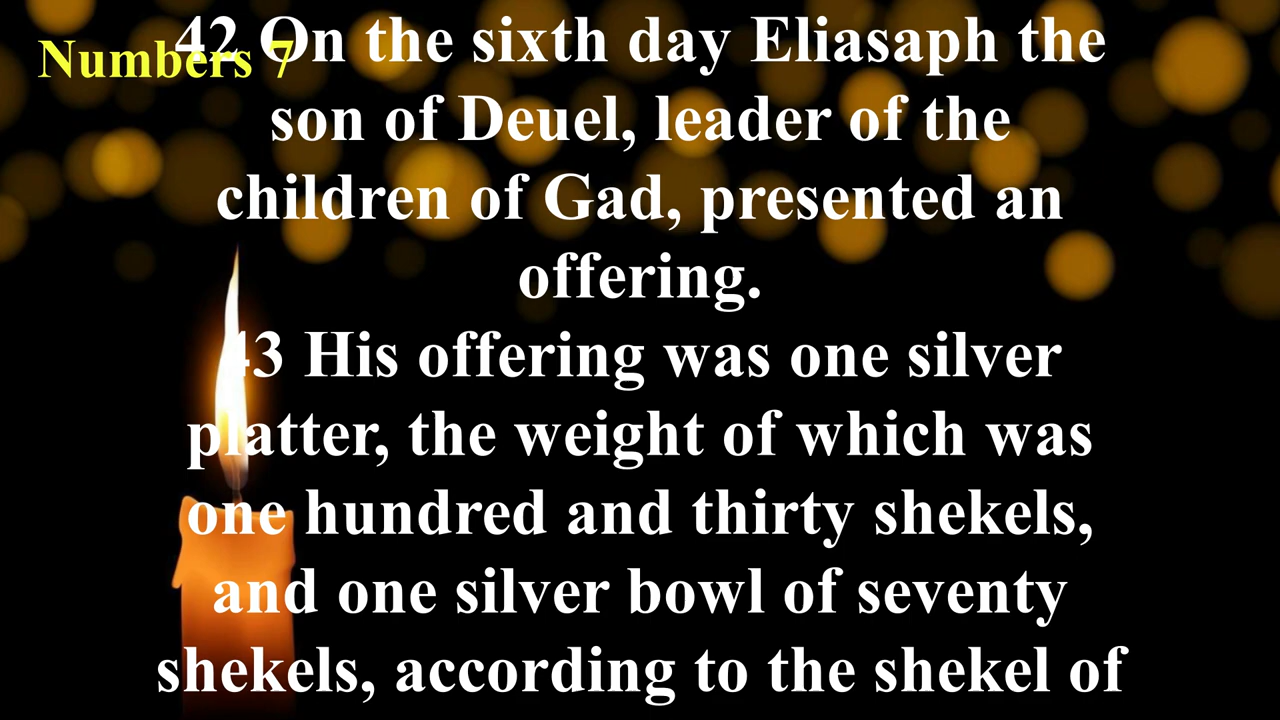 Numbers 7
42 On the sixth day Eliasaph the
son of Deuel, leader of the
children of Gad, presented an
offering.
43 His offering was one silver
platter, the weight of which was
one hundred and thirty shekels,
and one silver bowl of seventy
shekels, according to the shekel of